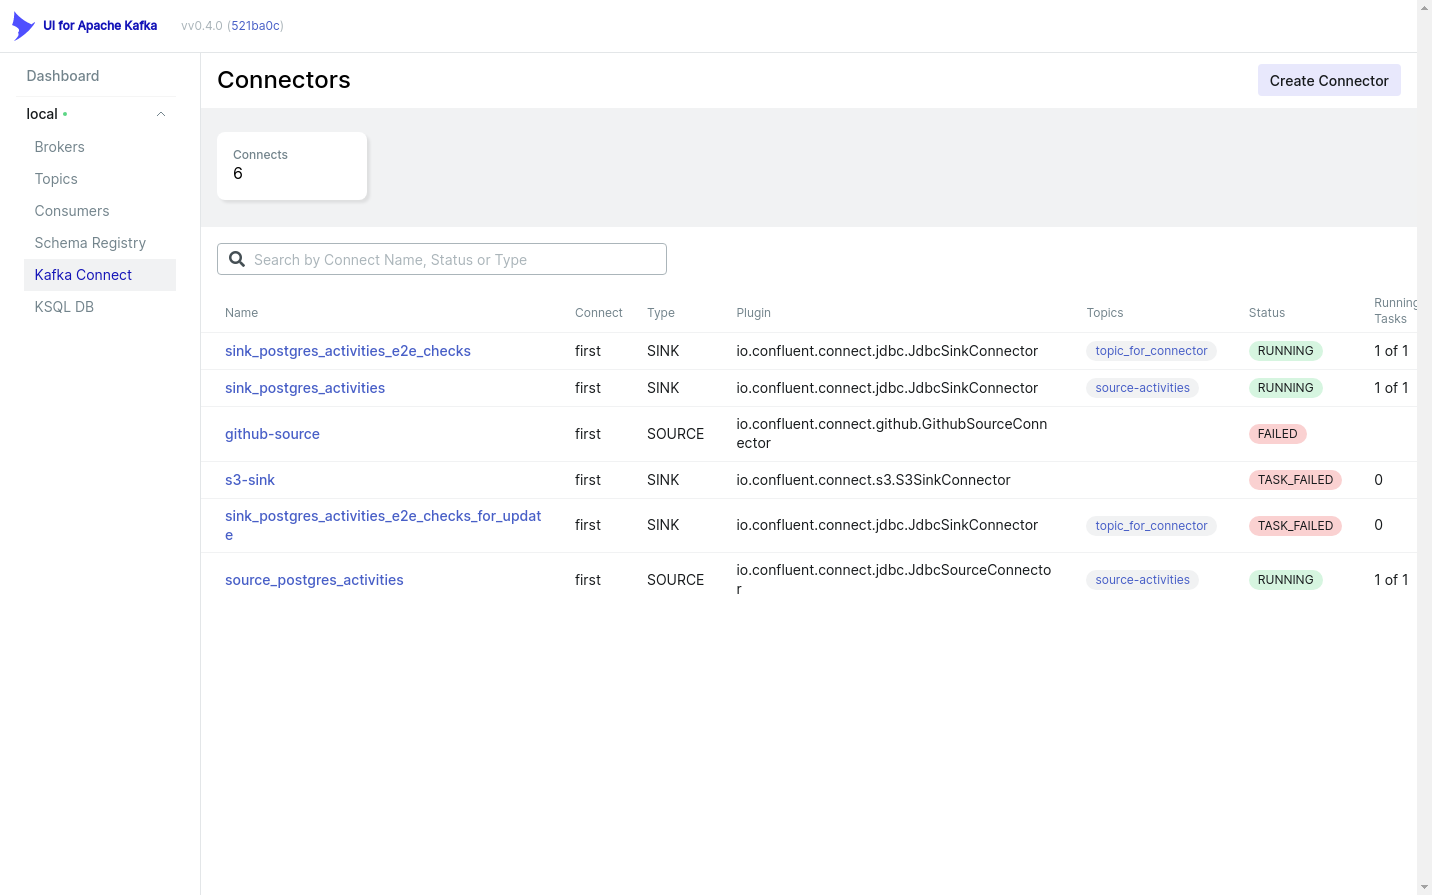 UI for Apache Kafka vv0.4.0 (521ba0c)
Dashboard
local
Brokers
Topics
Consumers
Schema Registry
Kafka Connect
KSQL DB
Connectors
Create Connector
Connects
6
Search by Connect Name, Status or Type
Name Connect Type Plugin Topics Status Running
Tasks
sink_postgres_activities_e2e_checks first SINK io.confluent.connect.jdbc.JdbcSinkConnector topic_for_connector RUNNING 1 of 1
sink_postgres_activities first SINK io.confluent.connect.jdbc.JdbcSinkConnector source-activities RUNNING 1 of 1
github-source first SOURCE io.confluent.connect.github.GithubSourceConn
ector FAILED
s3-sink first SINK io.confluent.connect.s3.S3SinkConnector TASK_FAILED 0
sink_postgres_activities_e2e_checks_for_updat
e first SINK io.confluent.connect.jdbc.JdbcSinkConnector topic_for_connector TASK_FAILED 0
source_postgres_activities first SOURCE io.confluent.connect.jdbc.JdbcSourceConnecto
r source-activities RUNNING 1 of 1